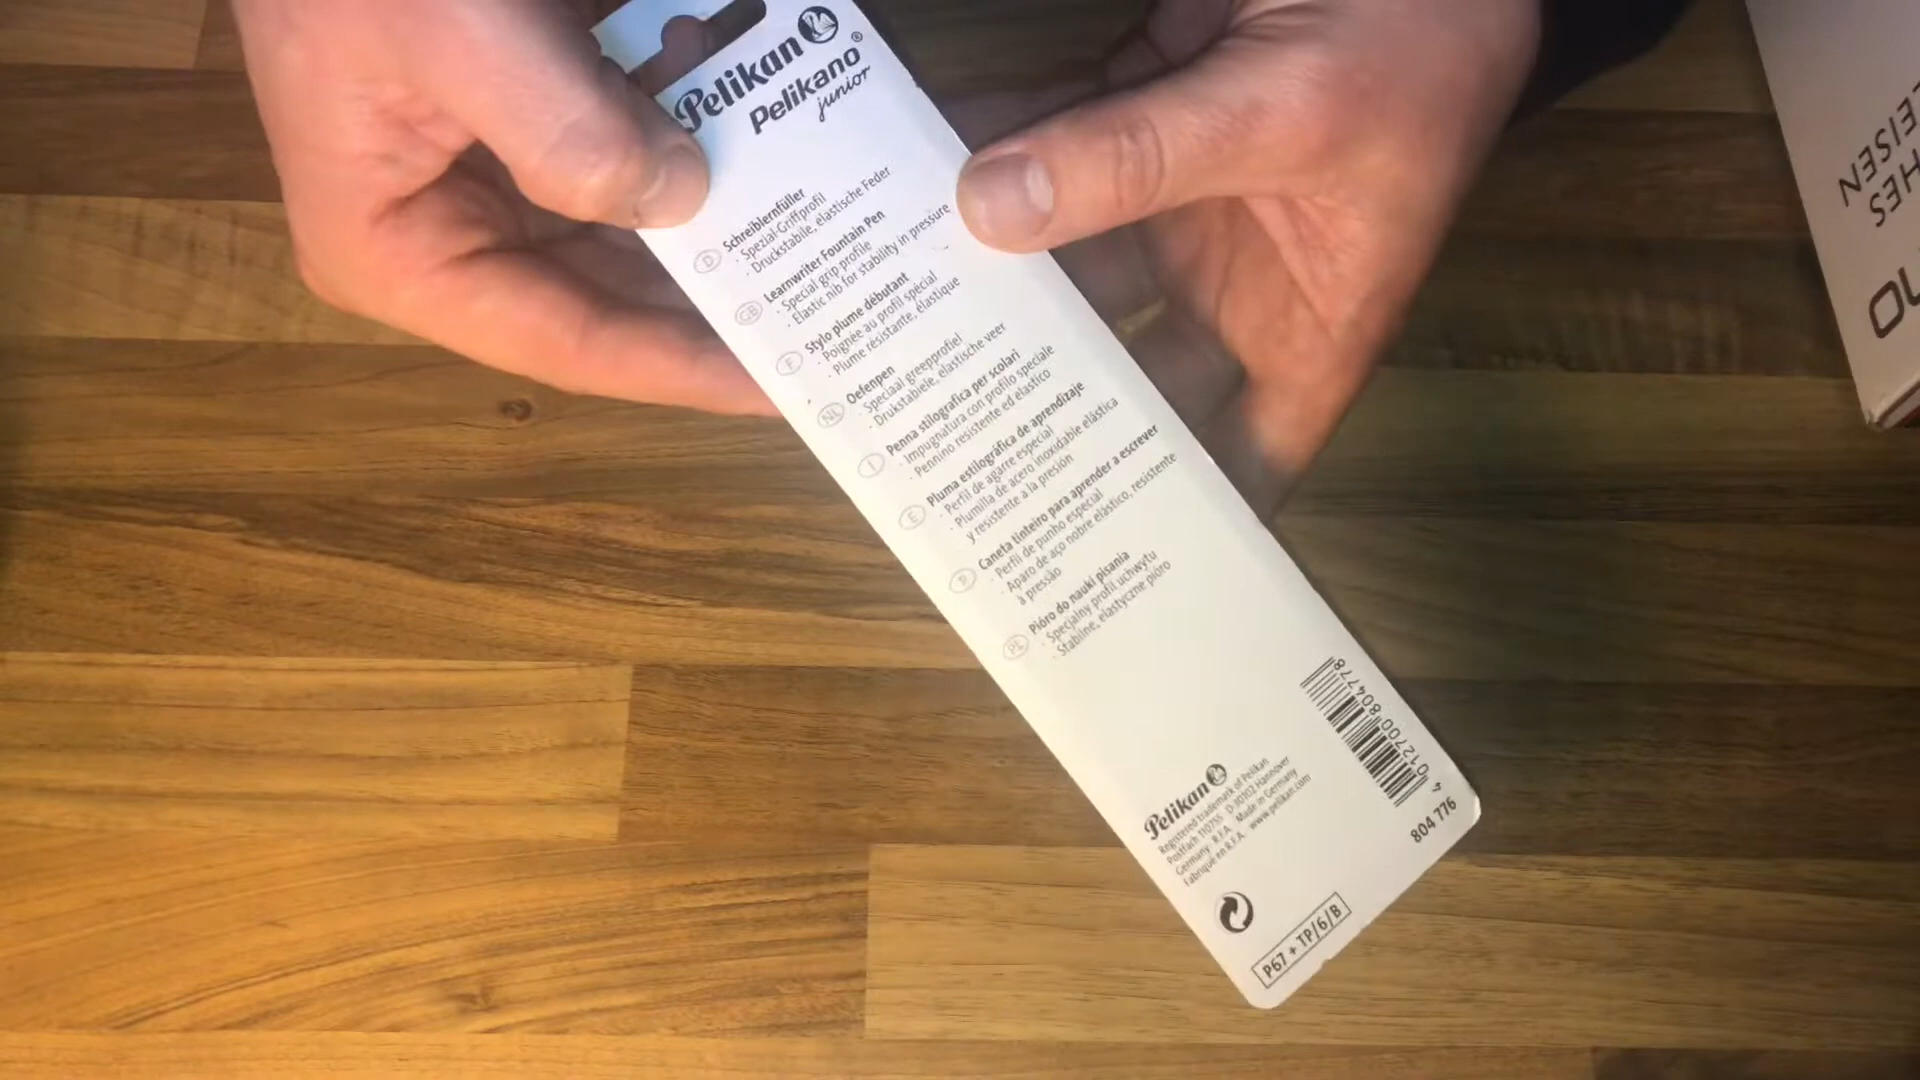 Pelikan
Pelikano®
junior
D Schreiblernfüller
· Spezial-Griffprofil
· Druckstabile, elastische Feder
GB Learnwriter Fountain Pen
· Special grip profile
· Elastic nib for stability in pressure
F Stylo plume débutant
· Poignée au profil spécial
· Plume résistante, élastique
NL Oefenpen
· Speciaal greepprofiel
· Drukstabiele, elastische veer
I Penna stilografica per scolari
· Impugnatura con profilo speciale
· Pennino resistente ed elastico
E Pluma estilográfica de aprendizaje
· Perfil de agarre especial
· Plumilla de acero inoxidable elástica
y resistente a la presión
P Caneta tinteiro para aprender a escrever
· Perfil de punho especial
· Aparo de aço nobre elástico, resistente
à pressão
PL Pióro do nauki pisania
· Specjalny profil uchwytu
· Stabilne, elastyczne pióro
4 012700 804778
804 776
Pelikan
Registered trademark of Pelikan
Postfach 110755 · D-30102 Hannover
Germany · R.F.A. · Made in Germany
Fabriqué en R.F.A. · www.pelikan.com
P67 + TP/6/B
EISEN